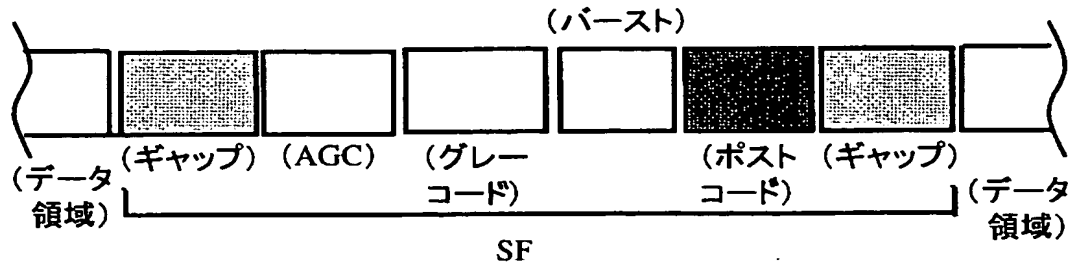 (バースト)
(データ
領域)
(ギャップ)
(AGC)
(グレー
コード)
(ポスト
コード)
(ギャップ)
(データ
領域)
SF